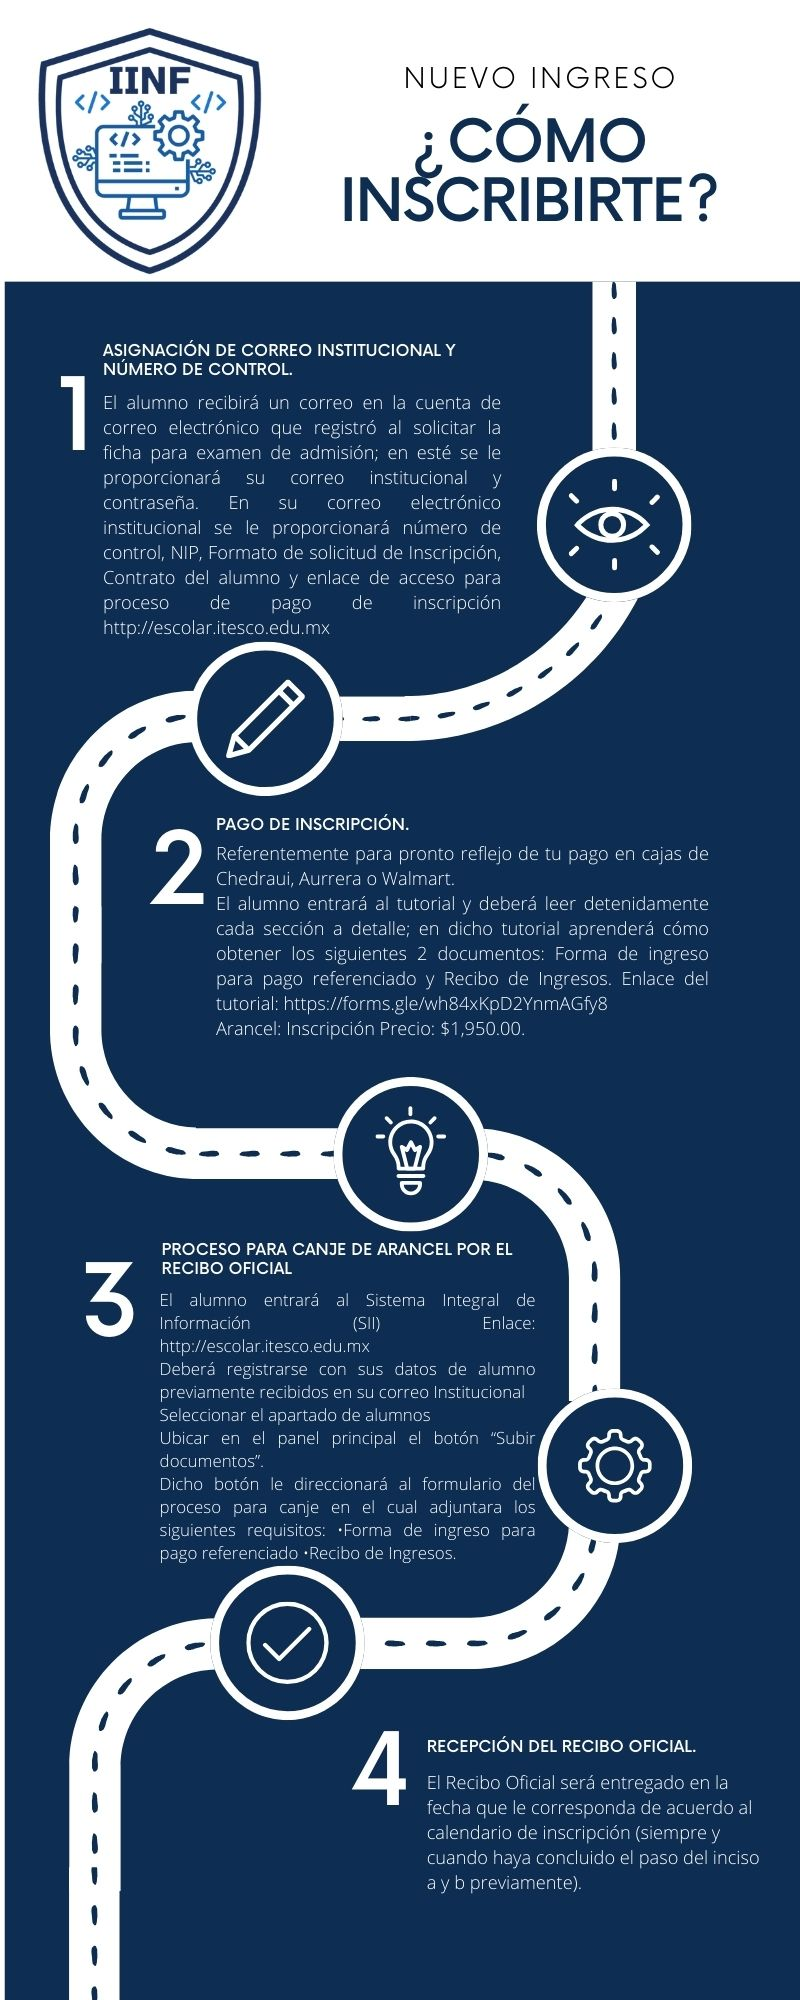 IINF
</>
</>
</>
NUEVO INGRESO
¿CÓMO
INSCRIBIRTE?
1
ASIGNACIÓN DE CORREO INSTITUCIONAL Y
NÚMERO DE CONTROL.
El alumno recibirá un correo en la cuenta de
correo electrónico que registró al solicitar la
ficha para examen de admisión; en esté se le
proporcionará su correo institucional y
contraseña. En su correo electrónico
institucional se le proporcionará número de
control, NIP, Formato de solicitud de Inscripción,
Contrato del alumno y enlace de acceso para
proceso de pago de inscripción
http://escolar.itesco.edu.mx
2
PAGO DE INSCRIPCIÓN.
Referentemente para pronto reflejo de tu pago en cajas de
Chedraui, Aurrera o Walmart.
El alumno entrará al tutorial y deberá leer detenidamente
cada sección a detalle; en dicho tutorial aprenderá cómo
obtener los siguientes 2 documentos: Forma de ingreso
para pago referenciado y Recibo de Ingresos. Enlace del
tutorial: https://forms.gle/wh84xKpD2YnmAGfy8
Arancel: Inscripción Precio: $1,950.00.
3
PROCESO PARA CANJE DE ARANCEL POR EL
RECIBO OFICIAL
El alumno entrará al Sistema Integral de
Información (SII) Enlace:
http://escolar.itesco.edu.mx
Deberá registrarse con sus datos de alumno
previamente recibidos en su correo Institucional
Seleccionar el apartado de alumnos
Ubicar en el panel principal el botón “Subir
documentos”.
Dicho botón le direccionará al formulario del
proceso para canje en el cual adjuntara los
siguientes requisitos: •Forma de ingreso para
pago referenciado •Recibo de Ingresos.
4
RECEPCIÓN DEL RECIBO OFICIAL.
El Recibo Oficial será entregado en la
fecha que le corresponda de acuerdo al
calendario de inscripción (siempre y
cuando haya concluido el paso del inciso
a y b previamente).